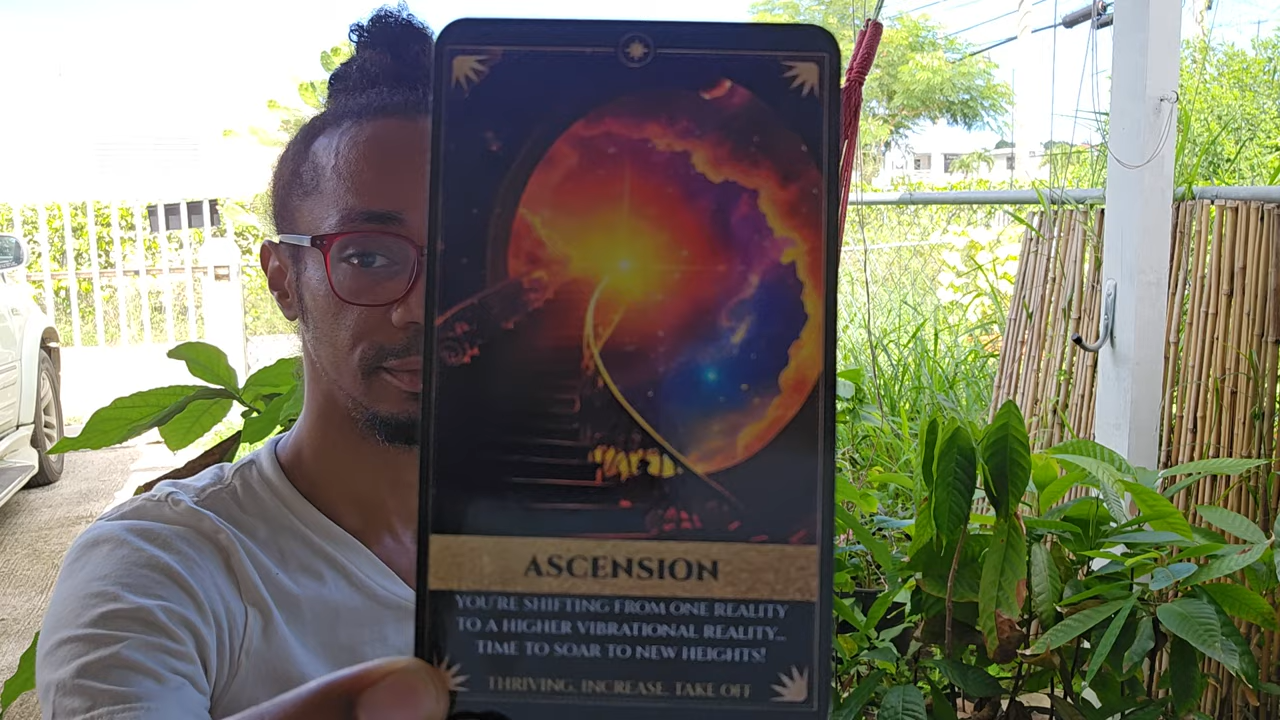 ASCENSION
YOU'RE SHIFTING FROM ONE REALITY
TO A HIGHER VIBRATIONAL REALITY...
TIME TO SOAR TO NEW HEIGHTS!
THRIVING, INCREASE, TAKE OFF